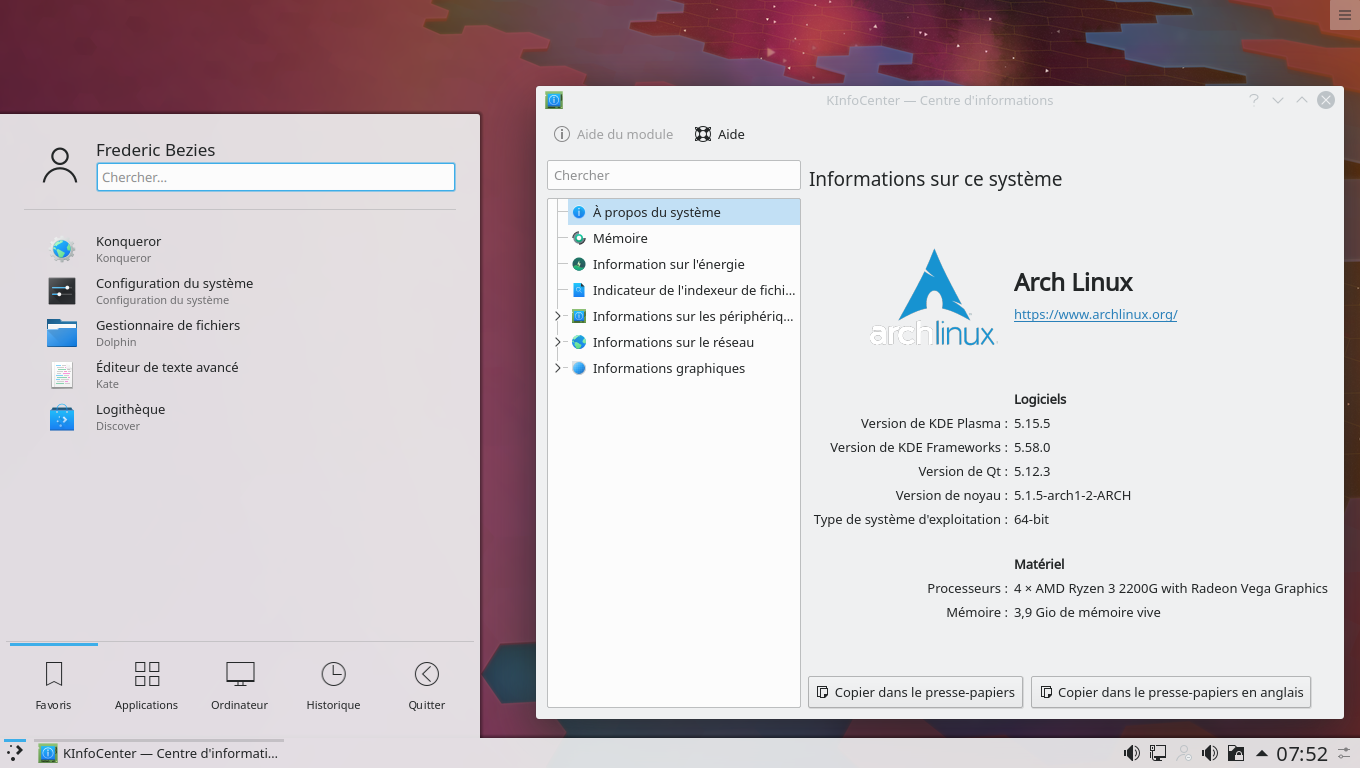 KInfoCenter — Centre d'informations
Aide du module
Aide
Frederic Bezies
Chercher...
Konqueror
Konqueror
Configuration du système
Configuration du système
Gestionnaire de fichiers
Dolphin
Éditeur de texte avancé
Kate
Logithèque
Discover
Favoris
Applications
Ordinateur
Historique
Quitter
Chercher
À propos du système
Mémoire
Information sur l'énergie
Indicateur de l'indexeur de fichi...
Informations sur les périphériq...
Informations sur le réseau
Informations graphiques
Informations sur ce système
archlinux
Arch Linux
https://www.archlinux.org/
Logiciels
Version de KDE Plasma : 5.15.5
Version de KDE Frameworks : 5.58.0
Version de Qt : 5.12.3
Version de noyau : 5.1.5-arch1-2-ARCH
Type de système d'exploitation : 64-bit
Matériel
Processeurs : 4 × AMD Ryzen 3 2200G with Radeon Vega Graphics
Mémoire : 3,9 Gio de mémoire vive
Copier dans le presse-papiers
Copier dans le presse-papiers en anglais
KInfoCenter — Centre d'informati...
07:52